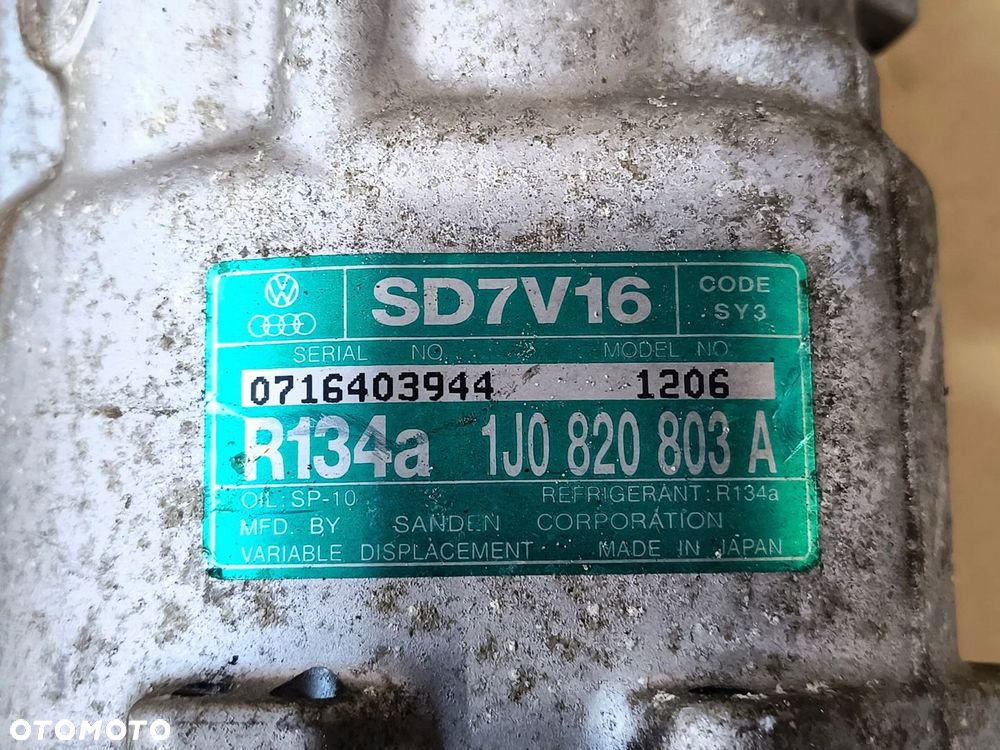 SD7V16
CODE
SY3
SERIAL NO. MODEL NO.
0716403944 1206
R134a 1J0 820 803 A
OIL: SP-10 REFRIGERANT: R134a
MFD. BY SANDEN CORPORATION
VARIABLE DISPLACEMENT MADE IN JAPAN
OTOMOTO